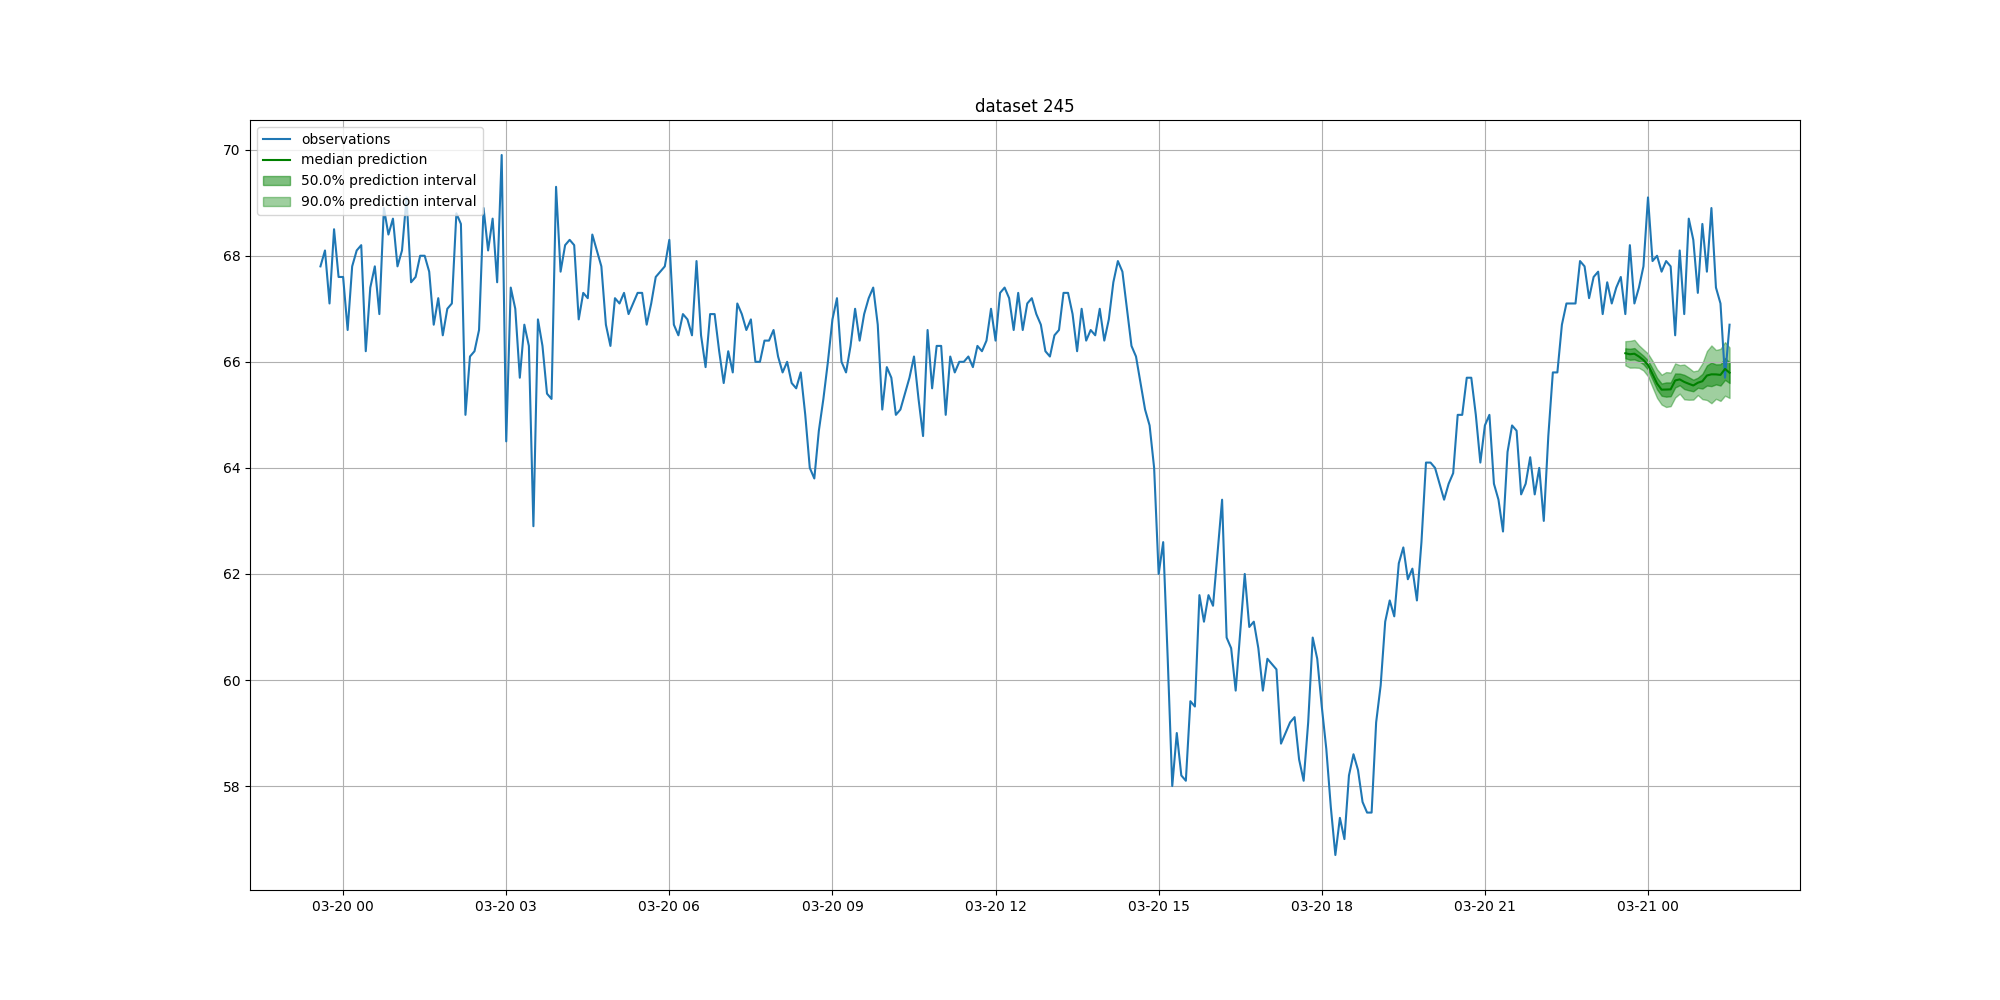 dataset 245
observations
median prediction
50.0% prediction interval
90.0% prediction interval
70
68
66
64
62
60
58
03-20 00 03-20 03 03-20 06 03-20 09 03-20 12 03-20 15 03-20 18 03-20 21 03-21 00